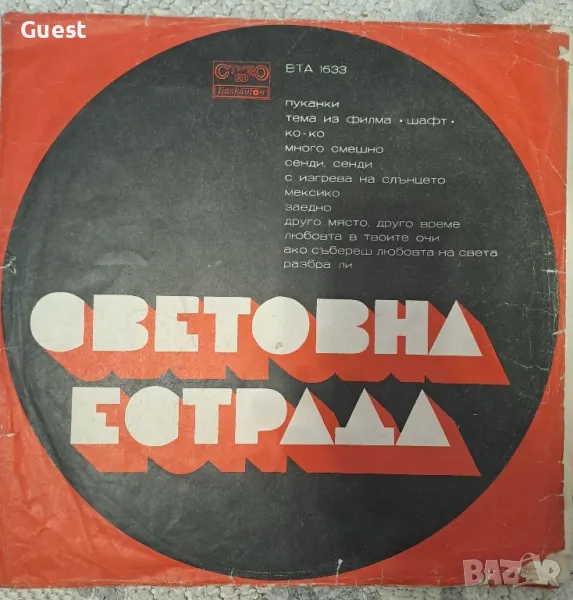 Guest
СТЕРЕО
Балкантон
ВТА 1633
пуканки
тема из филма • шафт •
ко-ко
много смешно
сенди, сенди
с изгрева на слънцето
мексико
заедно
друго място, друго време
любовта в твоите очи
ако събереш любовта на света
разбра ли
СВЕТОВНА
ЕСТРАДА
BAZAR